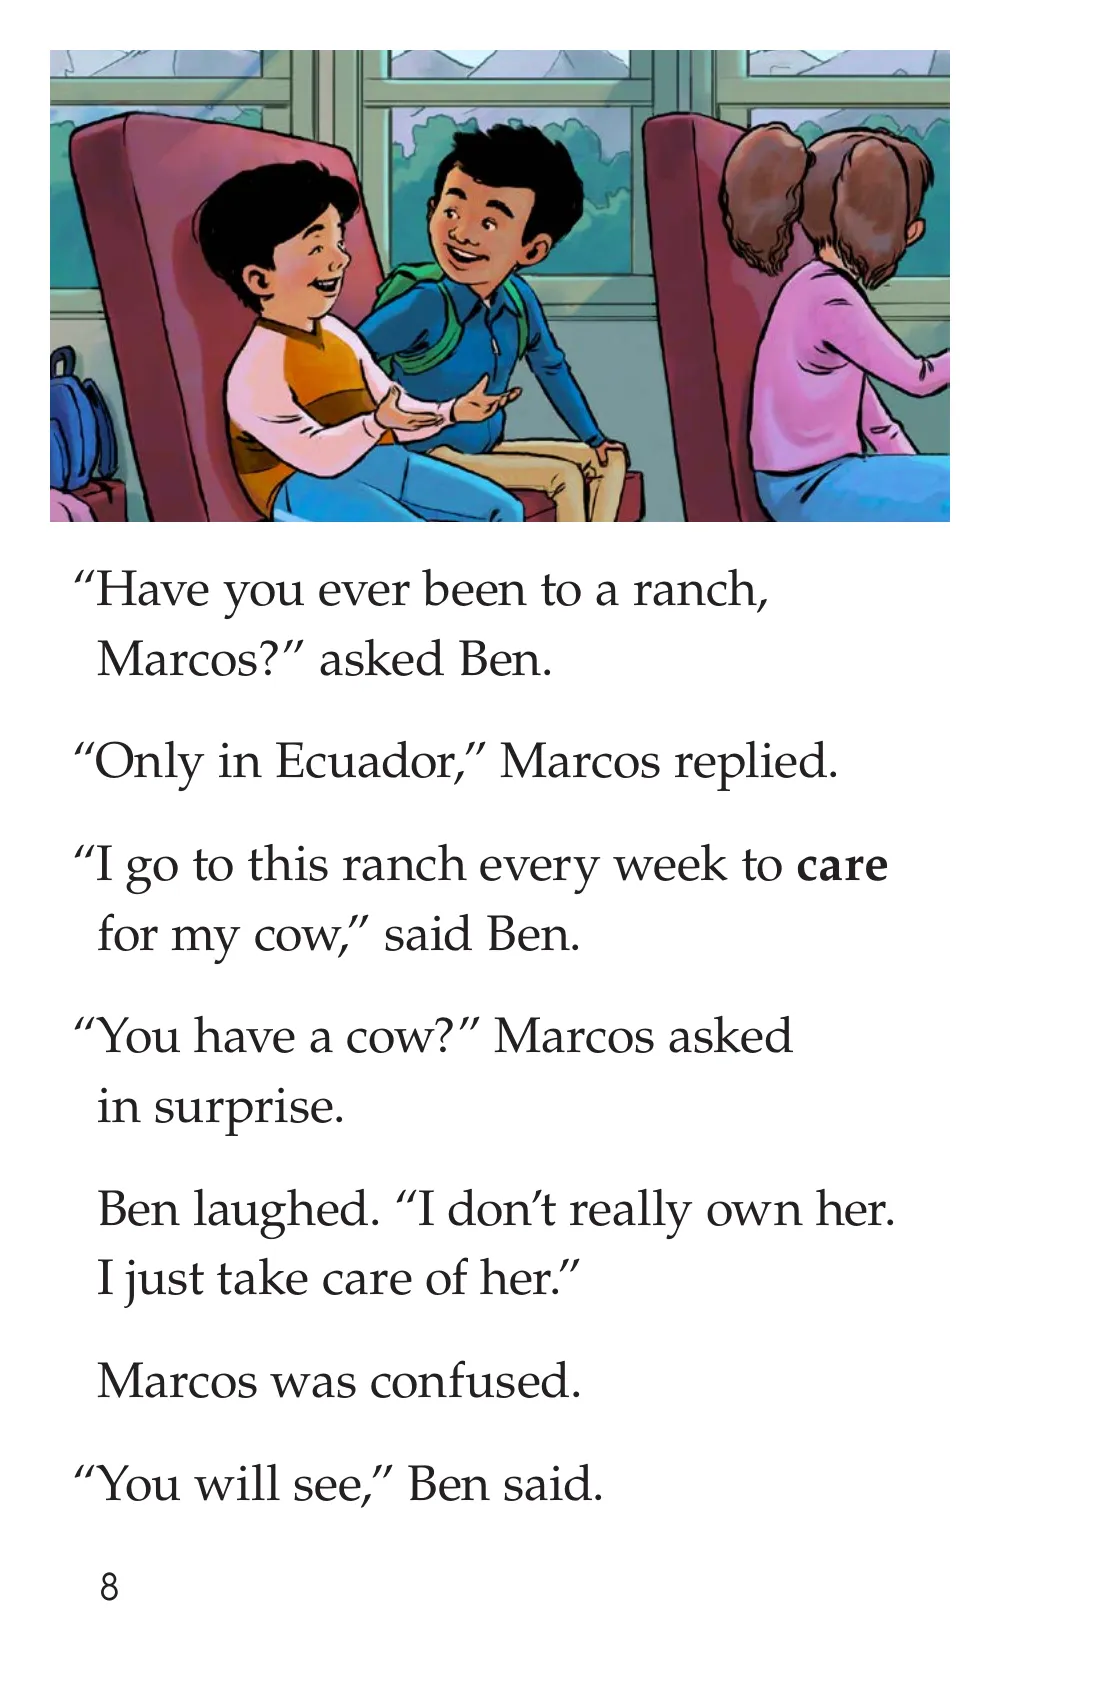 “Have you ever been to a ranch,
Marcos?” asked Ben.
“Only in Ecuador,” Marcos replied.
“I go to this ranch every week to care
for my cow,” said Ben.
“You have a cow?” Marcos asked
in surprise.
Ben laughed. “I don’t really own her.
I just take care of her.”
Marcos was confused.
“You will see,” Ben said.
8